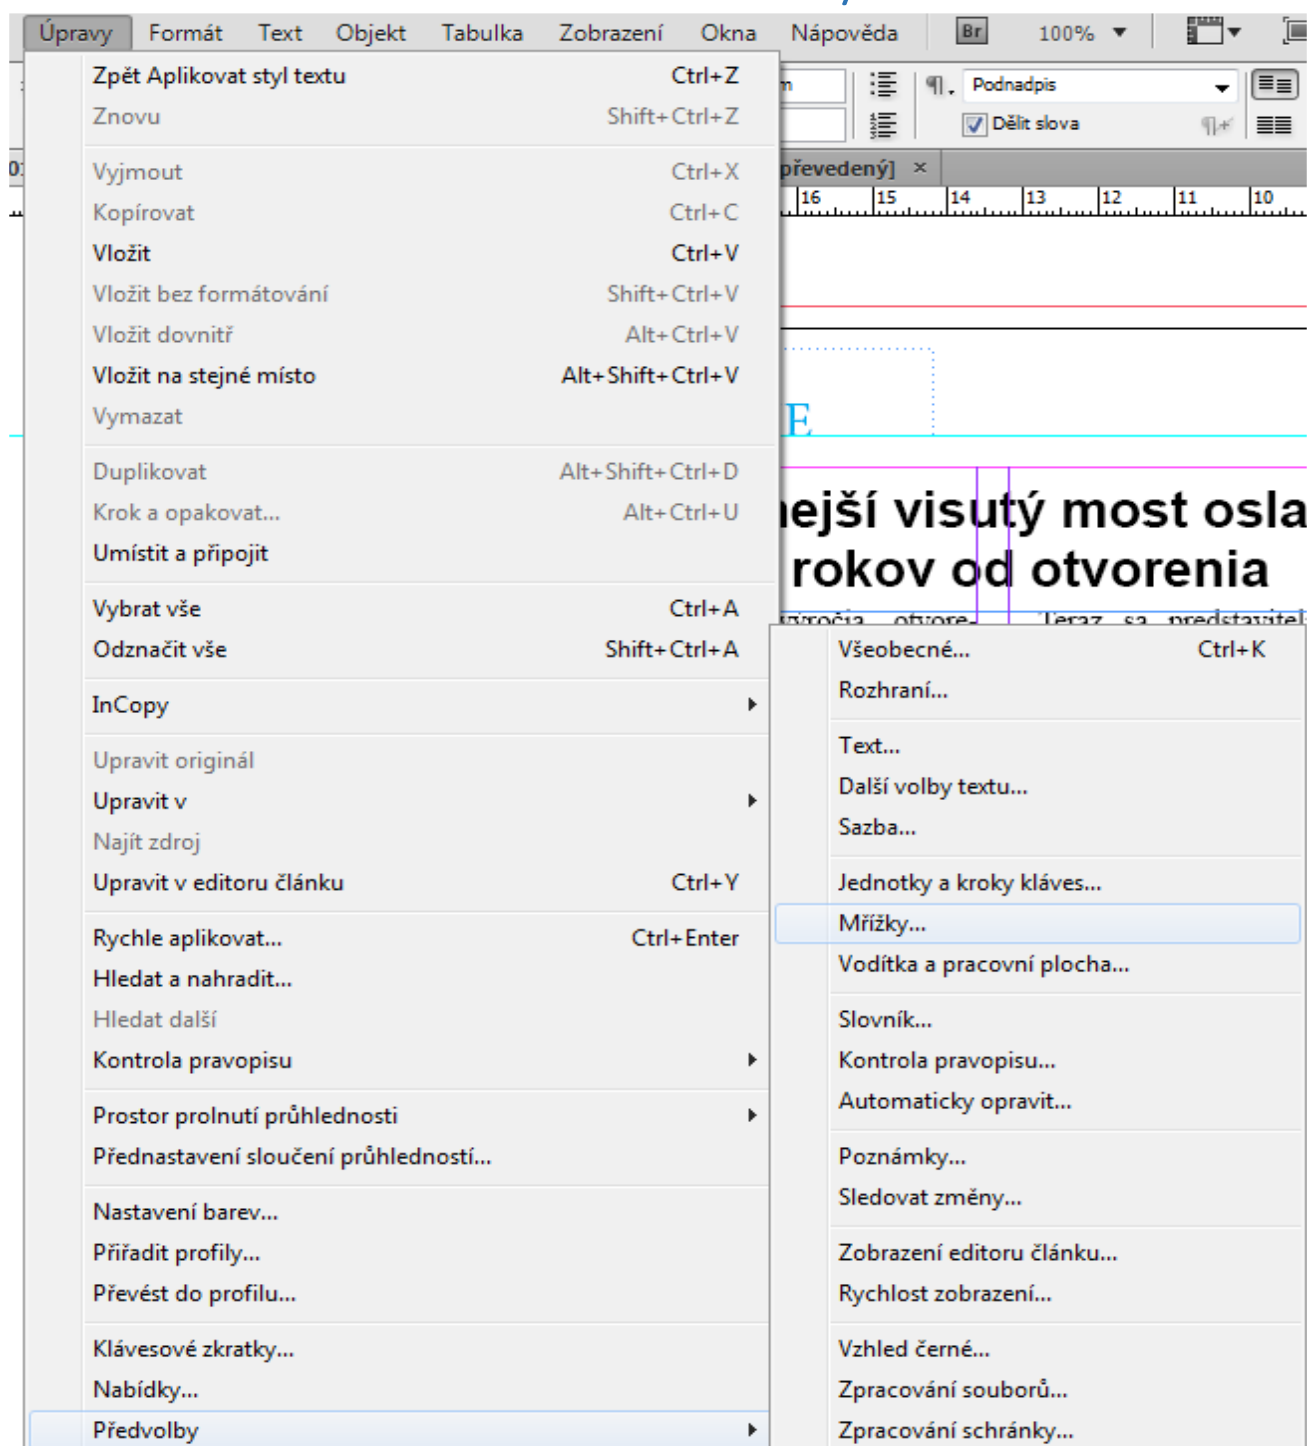 Úpravy Formát Text Objekt Tabulka Zobrazení Okna Nápověda Br 100%
Zpět Aplikovat styl textu Ctrl+Z
Podnadpis
Znovu Shift+Ctrl+Z
Dělit slova
Vyjmout Ctrl+X
převedený] ×
16 15 14 13 12 11 10
Kopírovat Ctrl+C
Vložit Ctrl+V
Vložit bez formátování Shift+Ctrl+V
Vložit dovnitř Alt+Ctrl+V
Vložit na stejné místo Alt+Shift+Ctrl+V
Vymazat
E
Duplikovat Alt+Shift+Ctrl+D
Krok a opakovat... Alt+Ctrl+U
Umístit a připojit
nejší visutý most osla
rokov od otvorenia
Vybrat vše Ctrl+A
výročia otvore- Teraz sa predstavitel
Odznačit vše Shift+Ctrl+A
InCopy
Upravit originál
Upravit v
Najít zdroj
Upravit v editoru článku Ctrl+Y
Rychle aplikovat... Ctrl+Enter
Hledat a nahradit...
Hledat další
Kontrola pravopisu
Prostor prolnutí průhlednosti
Přednastavení sloučení průhledností...
Nastavení barev...
Přiřadit profily...
Převést do profilu...
Klávesové zkratky...
Nabídky...
Předvolby
Všeobecné... Ctrl+K
Rozhraní...
Text...
Další volby textu...
Sazba...
Jednotky a kroky kláves...
Mřížky...
Vodítka a pracovní plocha...
Slovník...
Kontrola pravopisu...
Automaticky opravit...
Poznámky...
Sledovat změny...
Zobrazení editoru článku...
Rychlost zobrazení...
Vzhled černé...
Zpracování souborů...
Zpracování schránky...